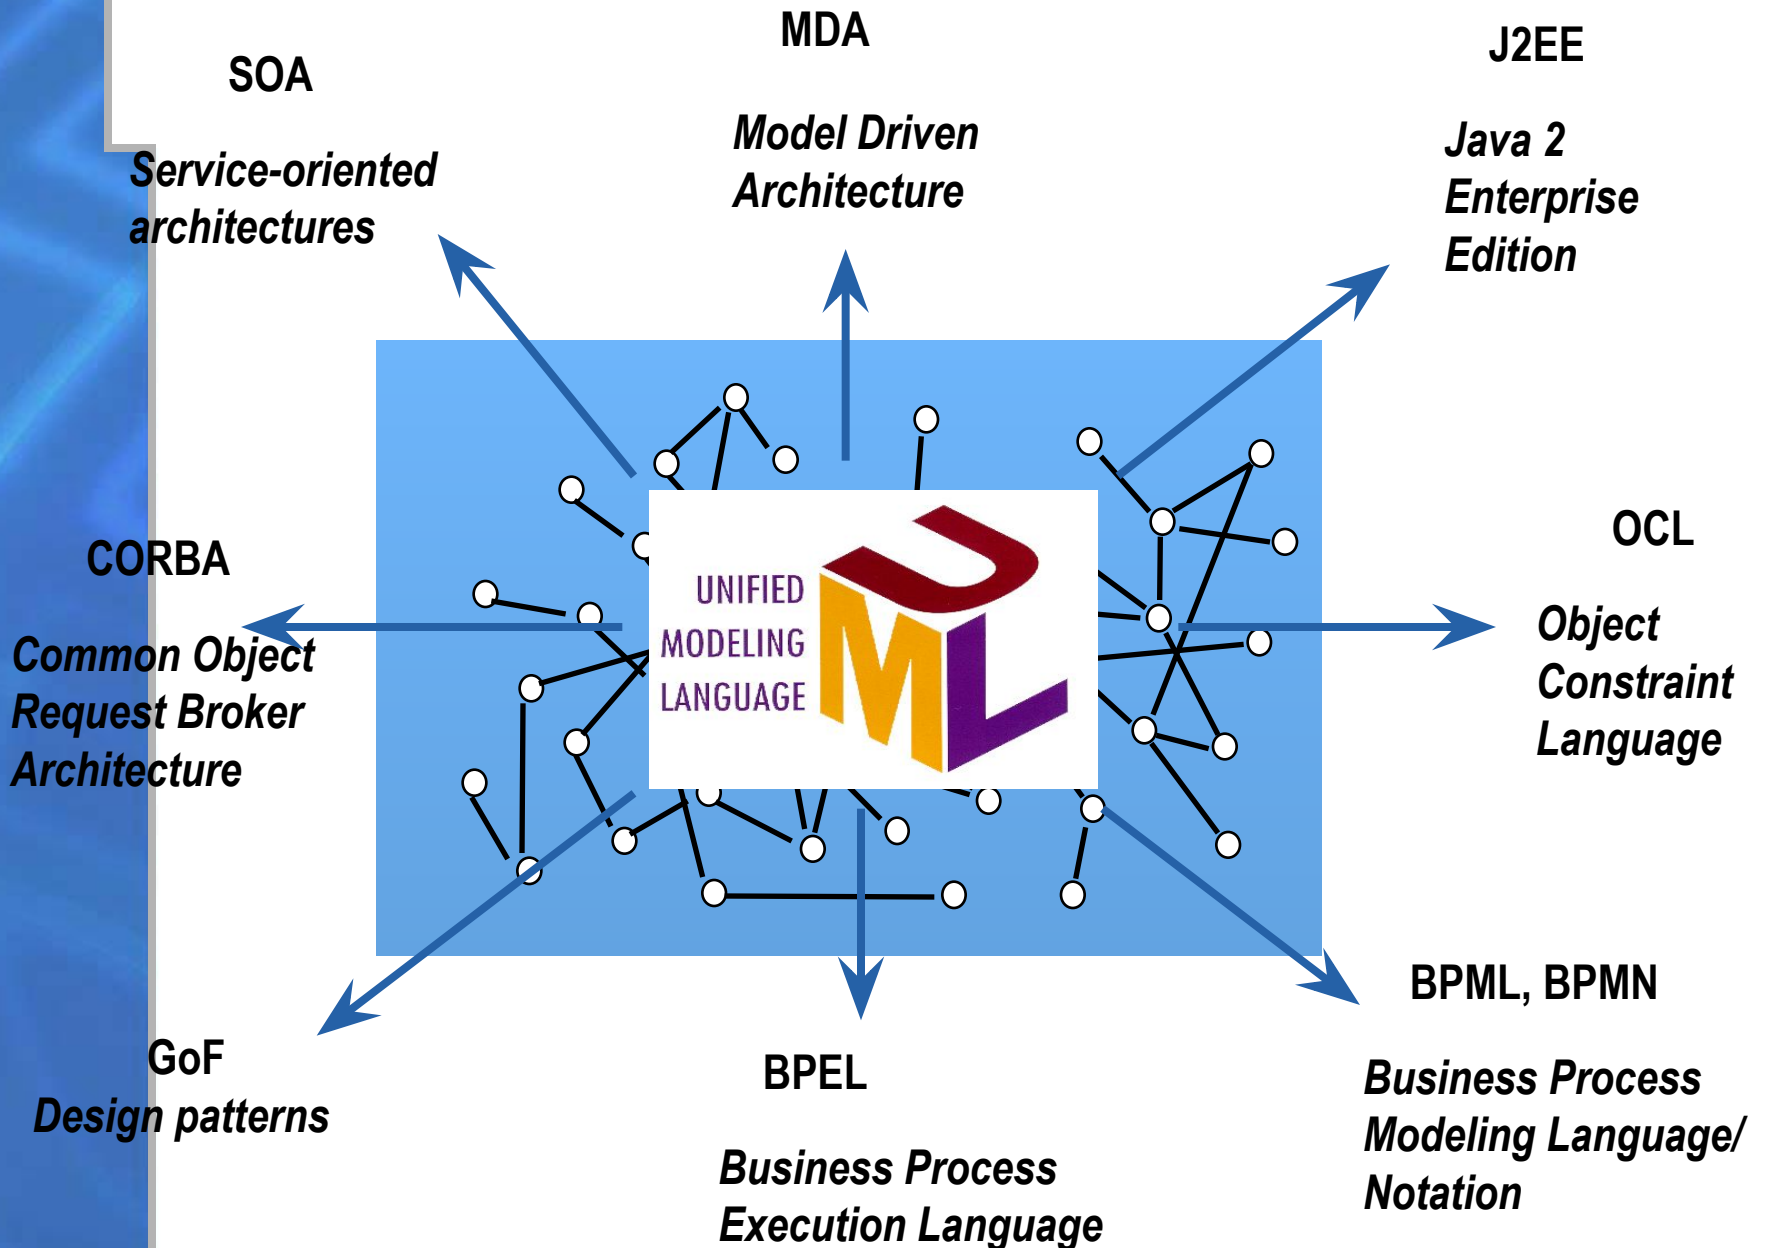 MDA
J2EE
SOA
Model Driven
Architecture
Java 2
Enterprise
Edition
Service-oriented
architectures
CORBA
Common Object
Request Broker
Architecture
UNIFIED
MODELING
LANGUAGE
UML
OCL
Object
Constraint
Language
GoF
Design patterns
BPEL
Business Process
Execution Language
BPML, BPMN
Business Process
Modeling Language/
Notation